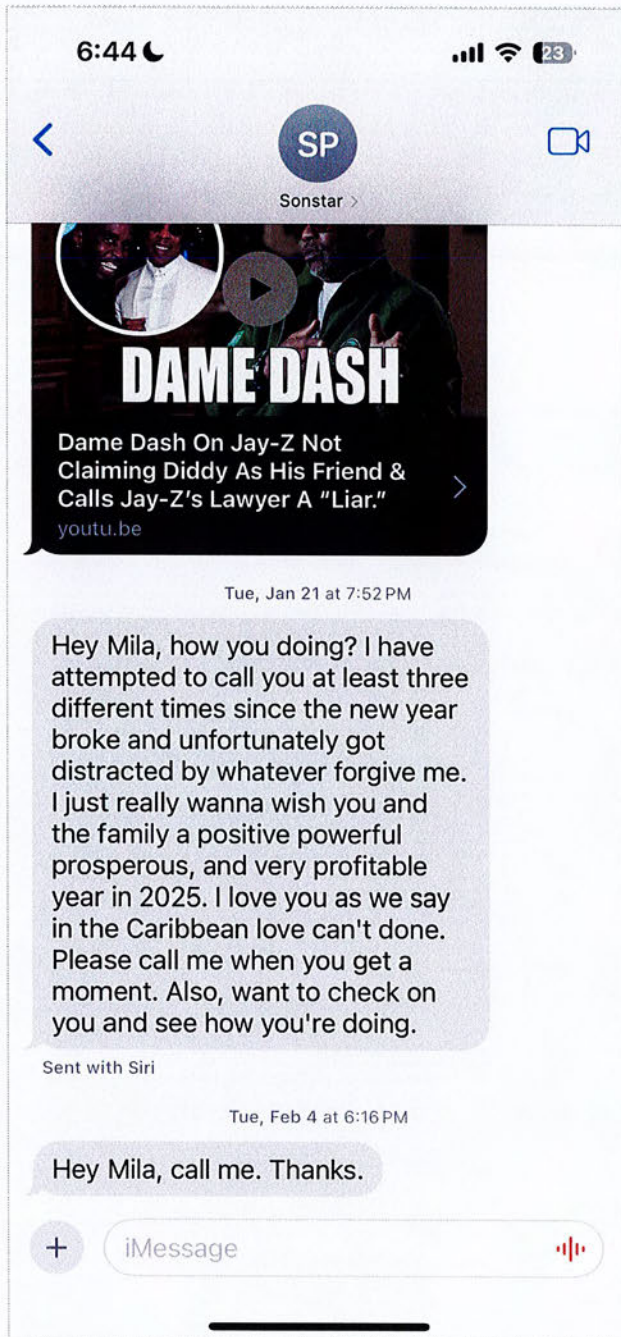 6:44
23
SP
Sonstar >
DAME DASH
Dame Dash On Jay-Z Not
Claiming Diddy As His Friend &
Calls Jay-Z's Lawyer A "Liar."
youtu.be
Tue, Jan 21 at 7:52 PM
Hey Mila, how you doing? I have
attempted to call you at least three
different times since the new year
broke and unfortunately got
distracted by whatever forgive me.
I just really wanna wish you and
the family a positive powerful
prosperous, and very profitable
year in 2025. I love you as we say
in the Caribbean love can't done.
Please call me when you get a
moment. Also, want to check on
you and see how you're doing.
Sent with Siri
Tue, Feb 4 at 6:16 PM
Hey Mila, call me. Thanks.
iMessage